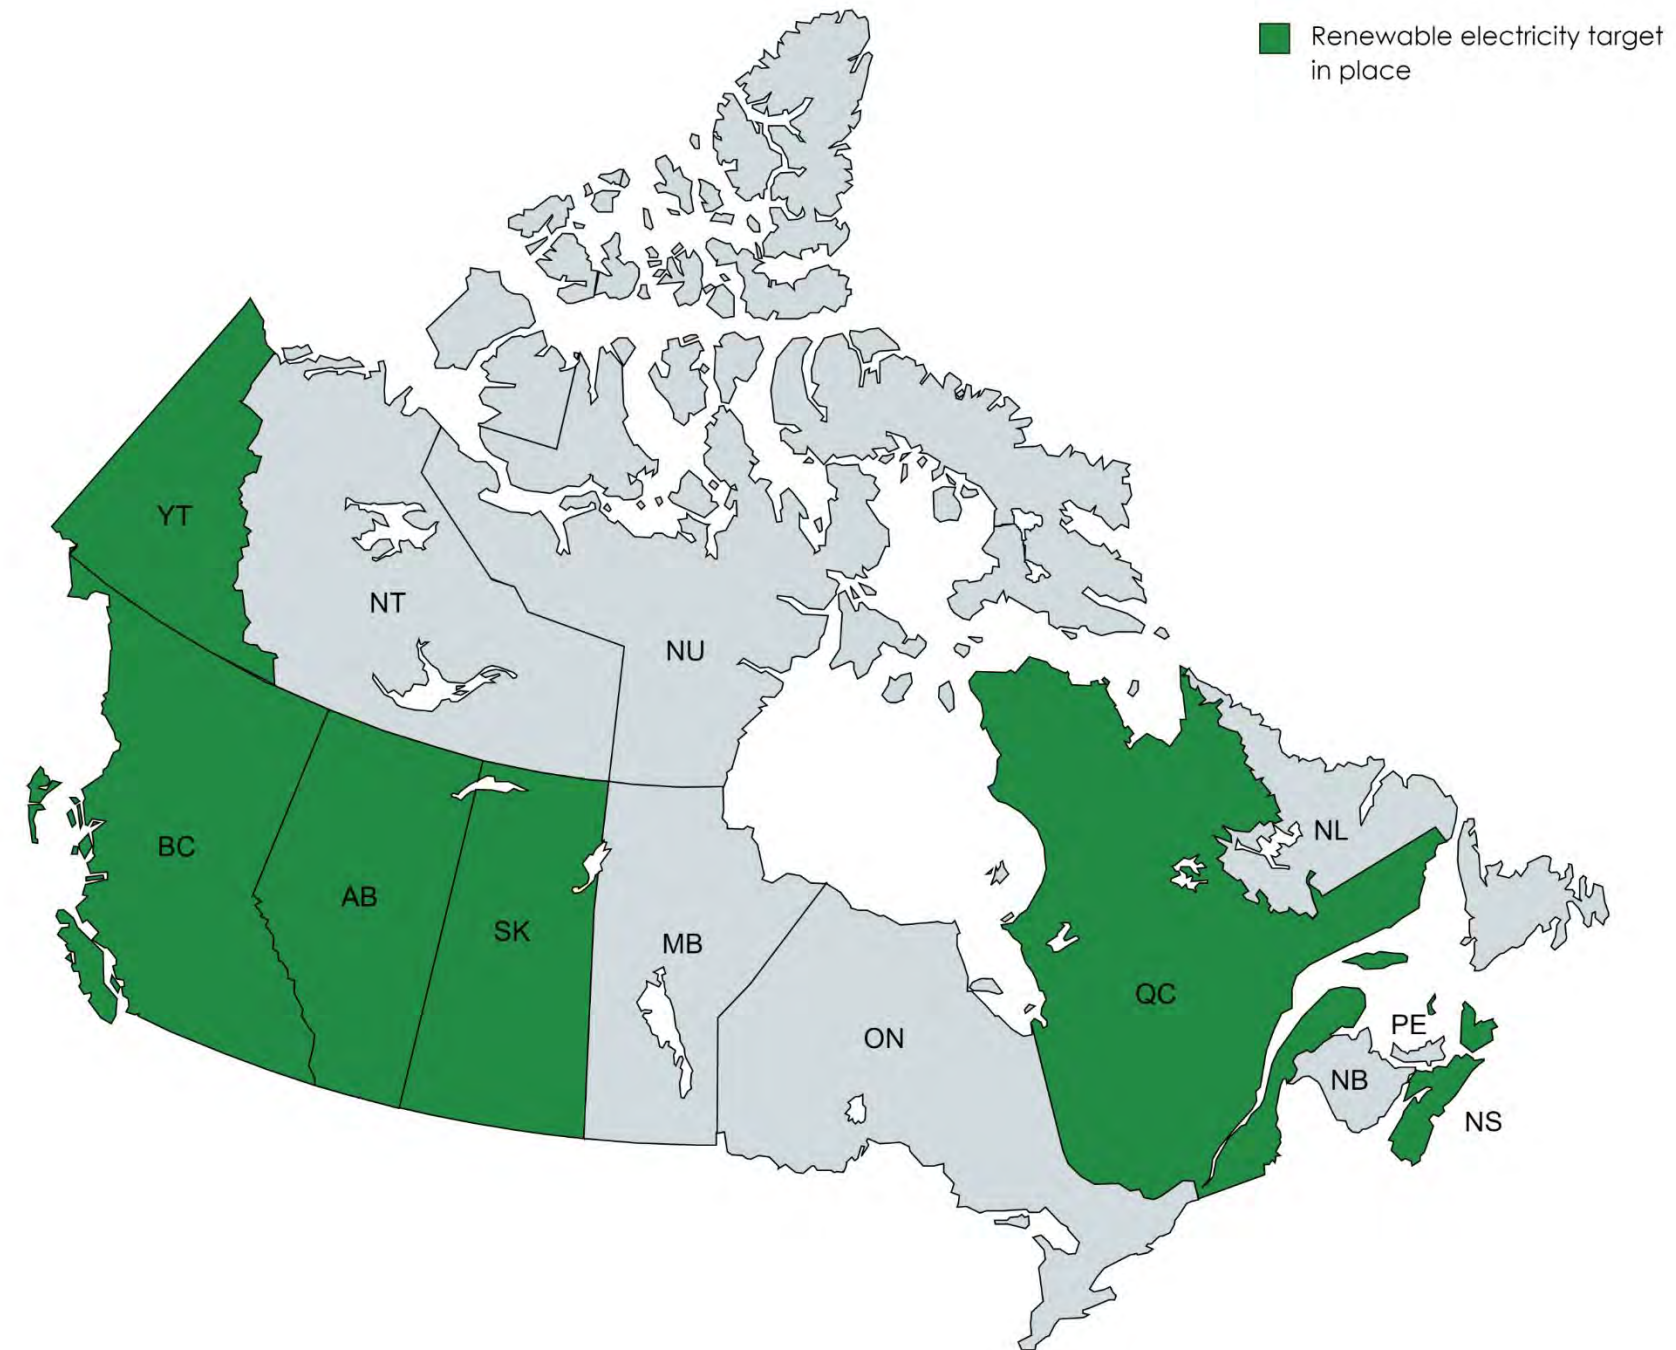 Renewable electricity target
in place
YT
NT
NU
BC
AB
SK
MB
ON
QC
NL
PE
NB
NS